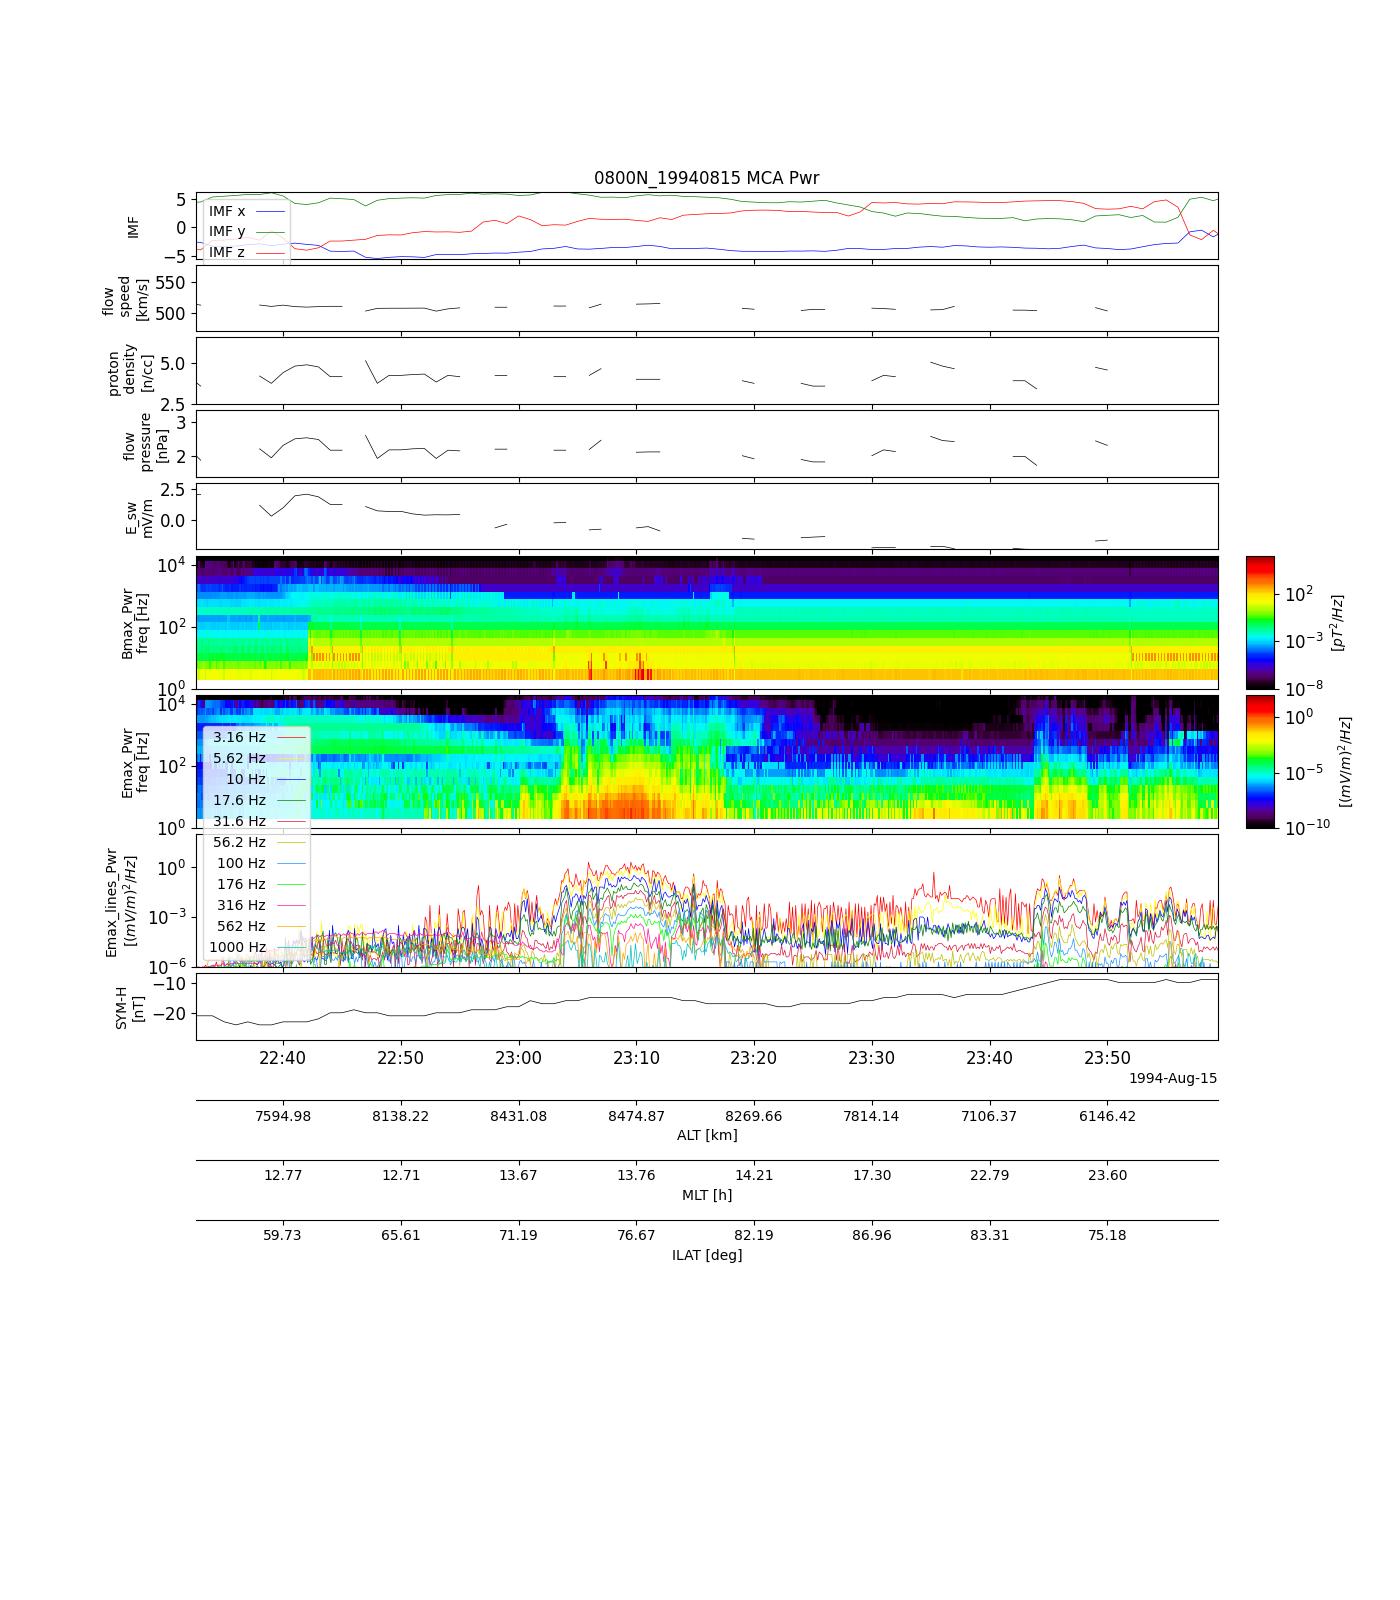 0800N_19940815 MCA Pwr
IMF
5
0
−5
IMF x
IMF y
IMF z
flow
speed
[km/s]
550
500
proton
density
[n/cc]
5.0
2.5
flow
pressure
[nPa]
3
2
E_sw
mV/m
2.5
0.0
Bmax_Pwr
freq [Hz]
10^4
10^2
10^0
10^2
10^−3
10^−8
[pT^2/Hz]
Emax_Pwr
freq [Hz]
10^4
10^2
10^0
10^0
10^−5
10^−10
[(mV/m)^2/Hz]
3.16 Hz
5.62 Hz
10 Hz
17.6 Hz
31.6 Hz
56.2 Hz
100 Hz
176 Hz
316 Hz
562 Hz
1000 Hz
Emax_lines_Pwr
[(mV/m)^2/Hz]
10^0
10^−3
10^−6
SYM-H
[nT]
−10
−20
22:40 22:50 23:00 23:10 23:20 23:30 23:40 23:50
1994-Aug-15
7594.98 8138.22 8431.08 8474.87 8269.66 7814.14 7106.37 6146.42
ALT [km]
12.77 12.71 13.67 13.76 14.21 17.30 22.79 23.60
MLT [h]
59.73 65.61 71.19 76.67 82.19 86.96 83.31 75.18
ILAT [deg]